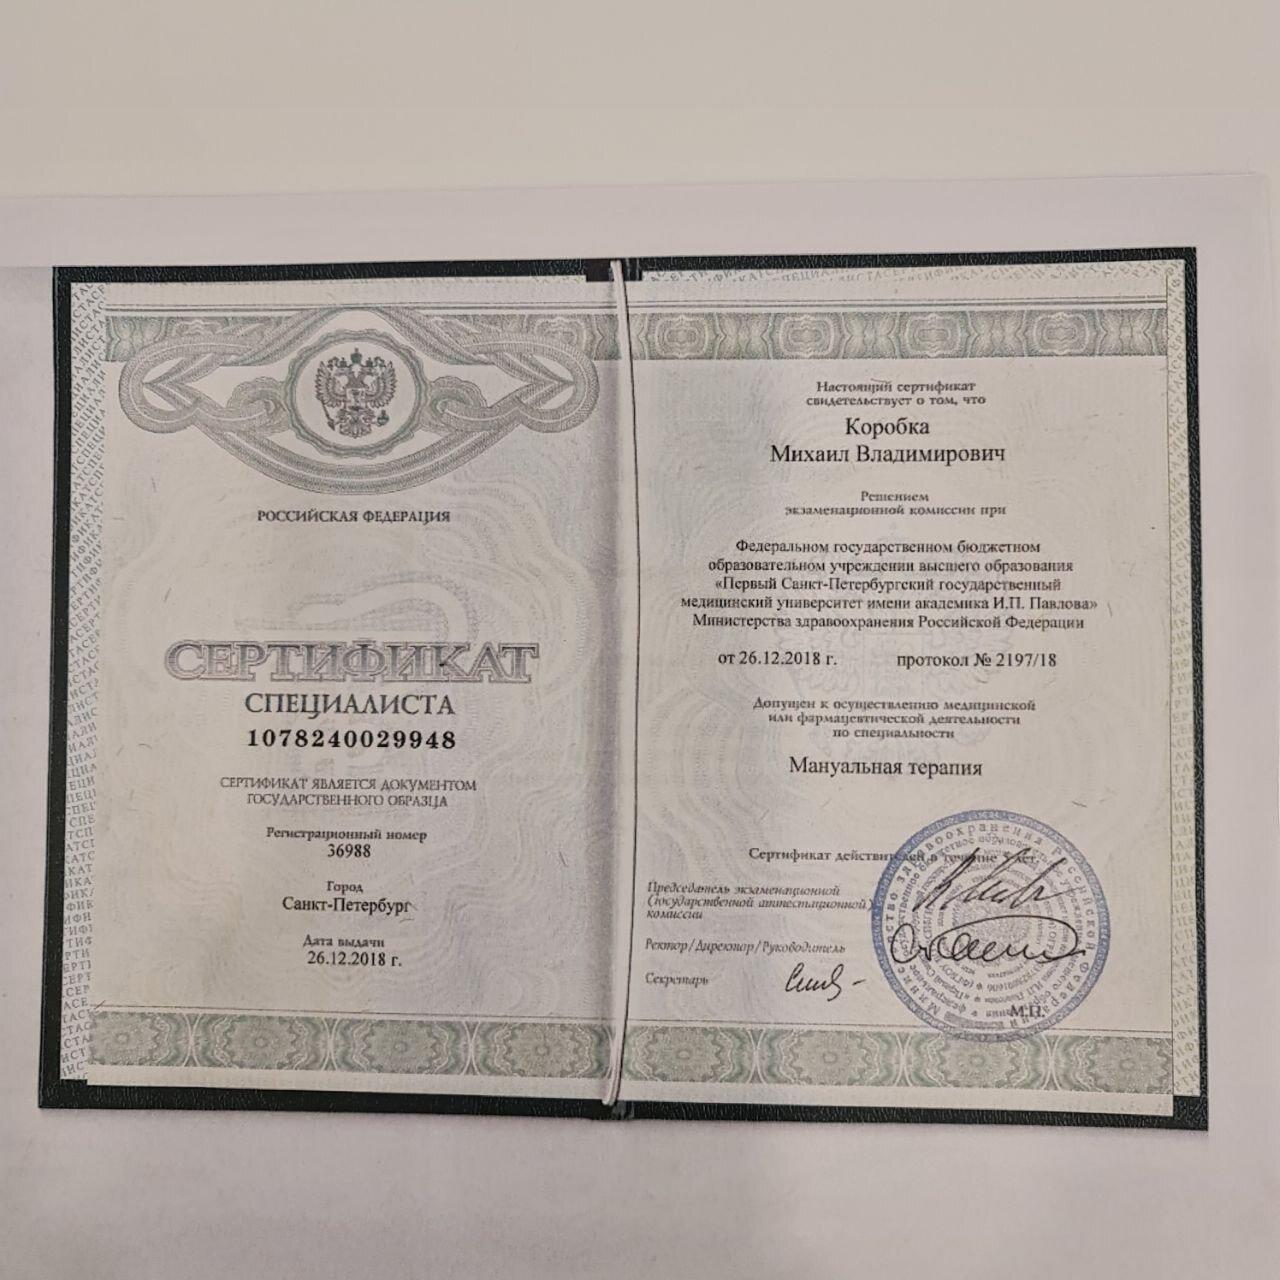 РОССИЙСКАЯ ФЕДЕРАЦИЯ
СЕРТИФИКАТ
СПЕЦИАЛИСТА
1078240029948
СЕРТИФИКАТ ЯВЛЯЕТСЯ ДОКУМЕНТОМ
ГОСУДАРСТВЕННОГО ОБРАЗЦА
Регистрационный номер
36988
Город
Санкт-Петербург
Дата выдачи
26.12.2018 г.
Настоящий сертификат
свидетельствует о том, что
Коробка
Михаил Владимирович
Решением
экзаменационной комиссии при
Федеральном государственном бюджетном
образовательном учреждении высшего образования
«Первый Санкт-Петербургский государственный
медицинский университет имени академика И.П. Павлова»
Министерства здравоохранения Российской Федерации
от 26.12.2018 г. протокол № 2197/18
Допущен к осуществлению медицинской
или фармацевтической деятельности
по специальности
Мануальная терапия
Сертификат действителен в течение лет.
Председатель экзаменационной
(государственной аттестационной)
комиссии
Ректор/Директор/Руководитель
Секретарь
М.П.